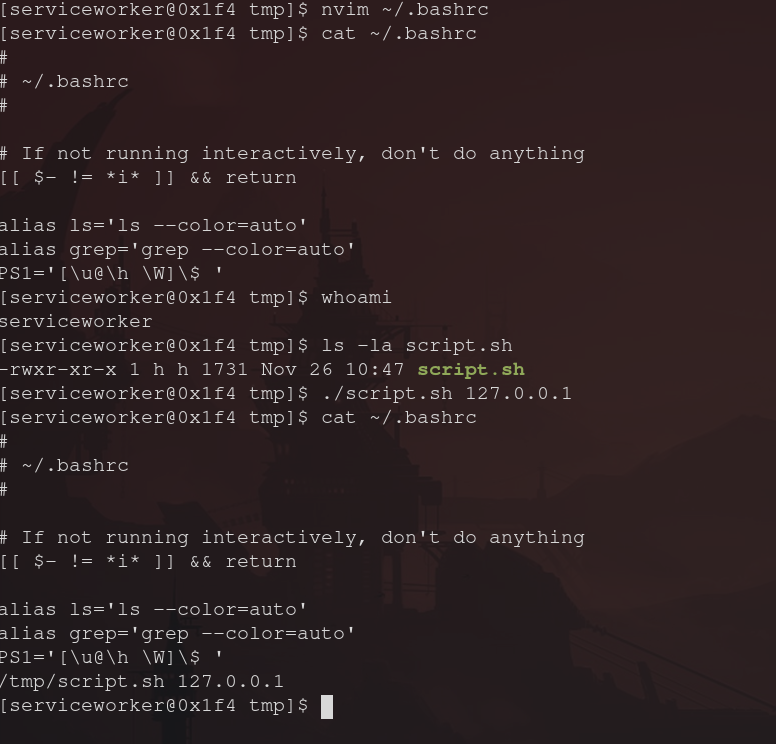 [serviceworker@0x1f4 tmp]$ nvim ~/.bashrc
[serviceworker@0x1f4 tmp]$ cat ~/.bashrc
#
# ~/.bashrc
#

# If not running interactively, don't do anything
[[ $- != *i* ]] && return

alias ls='ls --color=auto'
alias grep='grep --color=auto'
PS1='[\u@\h \W]\$ '
[serviceworker@0x1f4 tmp]$ whoami
serviceworker
[serviceworker@0x1f4 tmp]$ ls -la script.sh
-rwxr-xr-x 1 h h 1731 Nov 26 10:47 script.sh
[serviceworker@0x1f4 tmp]$ ./script.sh 127.0.0.1
[serviceworker@0x1f4 tmp]$ cat ~/.bashrc
#
# ~/.bashrc
#

# If not running interactively, don't do anything
[[ $- != *i* ]] && return

alias ls='ls --color=auto'
alias grep='grep --color=auto'
PS1='[\u@\h \W]\$ '
/tmp/script.sh 127.0.0.1
[serviceworker@0x1f4 tmp]$